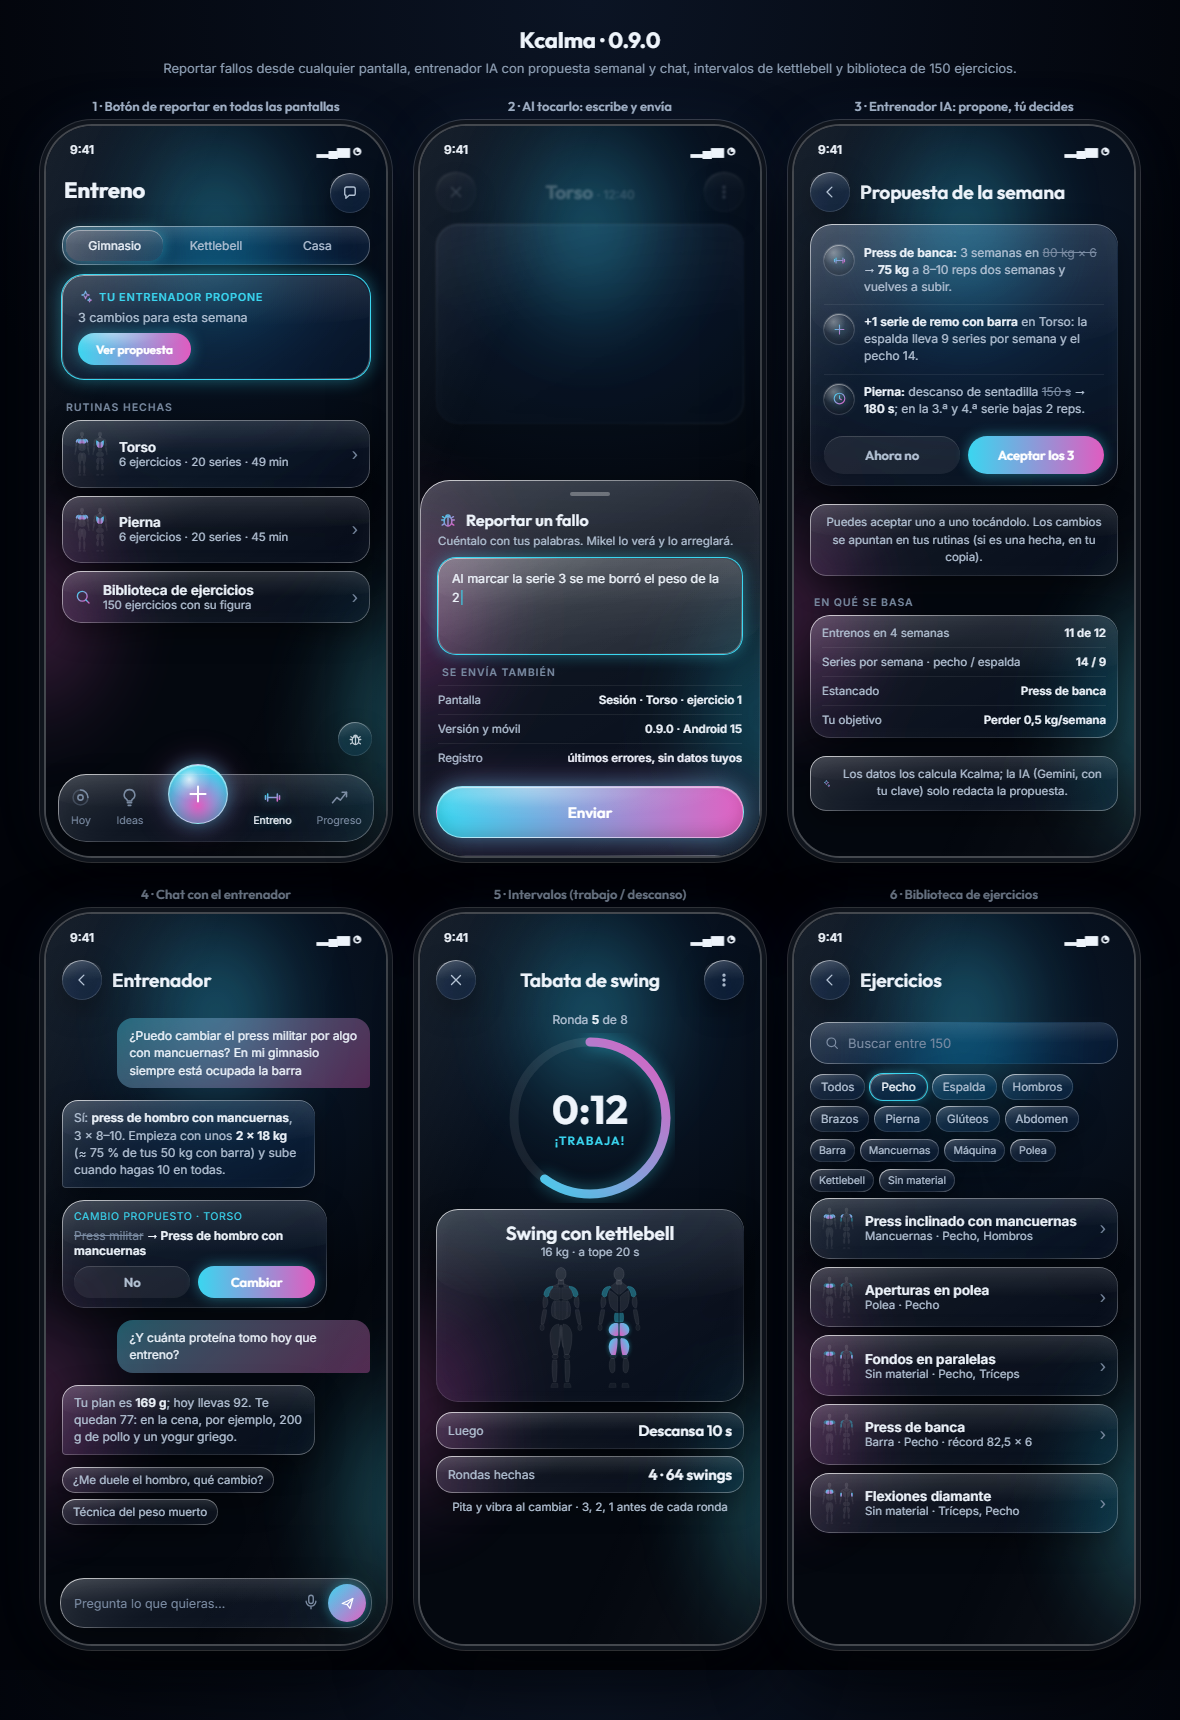 Kcalma · 0.9.0
Reportar fallos desde cualquier pantalla, entrenador IA con propuesta semanal y chat, intervalos de kettlebell y biblioteca de 150 ejercicios.
1 · Botón de reportar en todas las pantallas
9:41
Entreno
Gimnasio
Kettlebell
Casa
TU ENTRENADOR PROPONE
3 cambios para esta semana
Ver propuesta
RUTINAS HECHAS
Torso
6 ejercicios · 20 series · 49 min
Pierna
6 ejercicios · 20 series · 45 min
Biblioteca de ejercicios
150 ejercicios con su figura
Hoy
Ideas
Entreno
Progreso
2 · Al tocarlo: escribe y envía
9:41
Torso · 12:40
Reportar un fallo
Cuéntalo con tus palabras. Mikel lo verá y lo arreglará.
Al marcar la serie 3 se me borró el peso de la
2
SE ENVÍA TAMBIÉN
Pantalla
Sesión · Torso · ejercicio 1
Versión y móvil
0.9.0 · Android 15
Registro
últimos errores, sin datos tuyos
Enviar
3 · Entrenador IA: propone, tú decides
9:41
Propuesta de la semana
Press de banca: 3 semanas en 80 kg × 6
→ 75 kg a 8–10 reps dos semanas y
vuelves a subir.
+1 serie de remo con barra en Torso: la
espalda lleva 9 series por semana y el
pecho 14.
Pierna: descanso de sentadilla 150 s →
180 s; en la 3.ª y 4.ª serie bajas 2 reps.
Ahora no
Aceptar los 3
Puedes aceptar uno a uno tocándolo. Los cambios
se apuntan en tus rutinas (si es una hecha, en tu
copia).
EN QUÉ SE BASA
Entrenos en 4 semanas
11 de 12
Series por semana · pecho / espalda
14 / 9
Estancado
Press de banca
Tu objetivo
Perder 0,5 kg/semana
Los datos los calcula Kcalma; la IA (Gemini, con
tu clave) solo redacta la propuesta.
4 · Chat con el entrenador
9:41
Entrenador
¿Puedo cambiar el press militar por algo
con mancuernas? En mi gimnasio
siempre está ocupada la barra
Sí: press de hombro con mancuernas,
3 × 8–10. Empieza con unos 2 × 18 kg
(≈ 75 % de tus 50 kg con barra) y sube
cuando hagas 10 en todas.
CAMBIO PROPUESTO · TORSO
Press militar → Press de hombro con
mancuernas
No
Cambiar
¿Y cuánta proteína tomo hoy que
entreno?
Tu plan es 169 g; hoy llevas 92. Te
quedan 77: en la cena, por ejemplo, 200
g de pollo y un yogur griego.
¿Me duele el hombro, qué cambio?
Técnica del peso muerto
Pregunta lo que quieras...
5 · Intervalos (trabajo / descanso)
9:41
Tabata de swing
Ronda 5 de 8
0:12
¡TRABAJA!
Swing con kettlebell
16 kg · a tope 20 s
Luego
Descansa 10 s
Rondas hechas
4 · 64 swings
Pita y vibra al cambiar · 3, 2, 1 antes de cada ronda
6 · Biblioteca de ejercicios
9:41
Ejercicios
Buscar entre 150
Todos
Pecho
Espalda
Hombros
Brazos
Pierna
Glúteos
Abdomen
Barra
Mancuernas
Máquina
Polea
Kettlebell
Sin material
Press inclinado con mancuernas
Mancuernas · Pecho, Hombros
Aperturas en polea
Polea · Pecho
Fondos en paralelas
Sin material · Pecho, Tríceps
Press de banca
Barra · Pecho · récord 82,5 × 6
Flexiones diamante
Sin material · Tríceps, Pecho